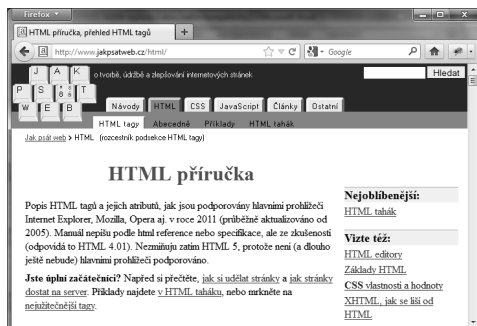 Firefox
HTML příručka, přehled HTML tagů
http://www.jakpsatweb.cz/html/
Google
JAK
o tvorbě, údržbě a zlepšování internetových stránek
Hledat
PSÁT
WEB
Návody HTML CSS JavaScript Články Ostatní
HTML tagy Abecedně Příklady HTML tahák
Jak psát web > HTML (rozcestník podsekce HTML tagy)
HTML příručka
Popis HTML tagů a jejich atributů, jak jsou podporovány hlavními prohlížeči
Internet Explorer, Mozilla, Opera aj. v roce 2011 (průběžně aktualizováno od
2005). Manuál nepíšu podle html reference nebo specifikace, ale ze zkušenosti
(odpovídá to HTML 4.01). Nezmiňuju zatím HTML 5, protože není (a dlouho
ještě nebude) hlavními prohlížeči podporováno.
Jste úplní začátečníci? Napřed si přečtěte, jak si udělat stránky a jak stránky
dostat na server. Příklady najdete v HTML taháku, nebo mrkněte na
nejužitečnější tagy.
Nejoblíbenější:
HTML tahák
Vizte též:
HTML editory
Základy HTML
CSS vlastnosti a hodnoty
XHTML, jak se liší od
HTML